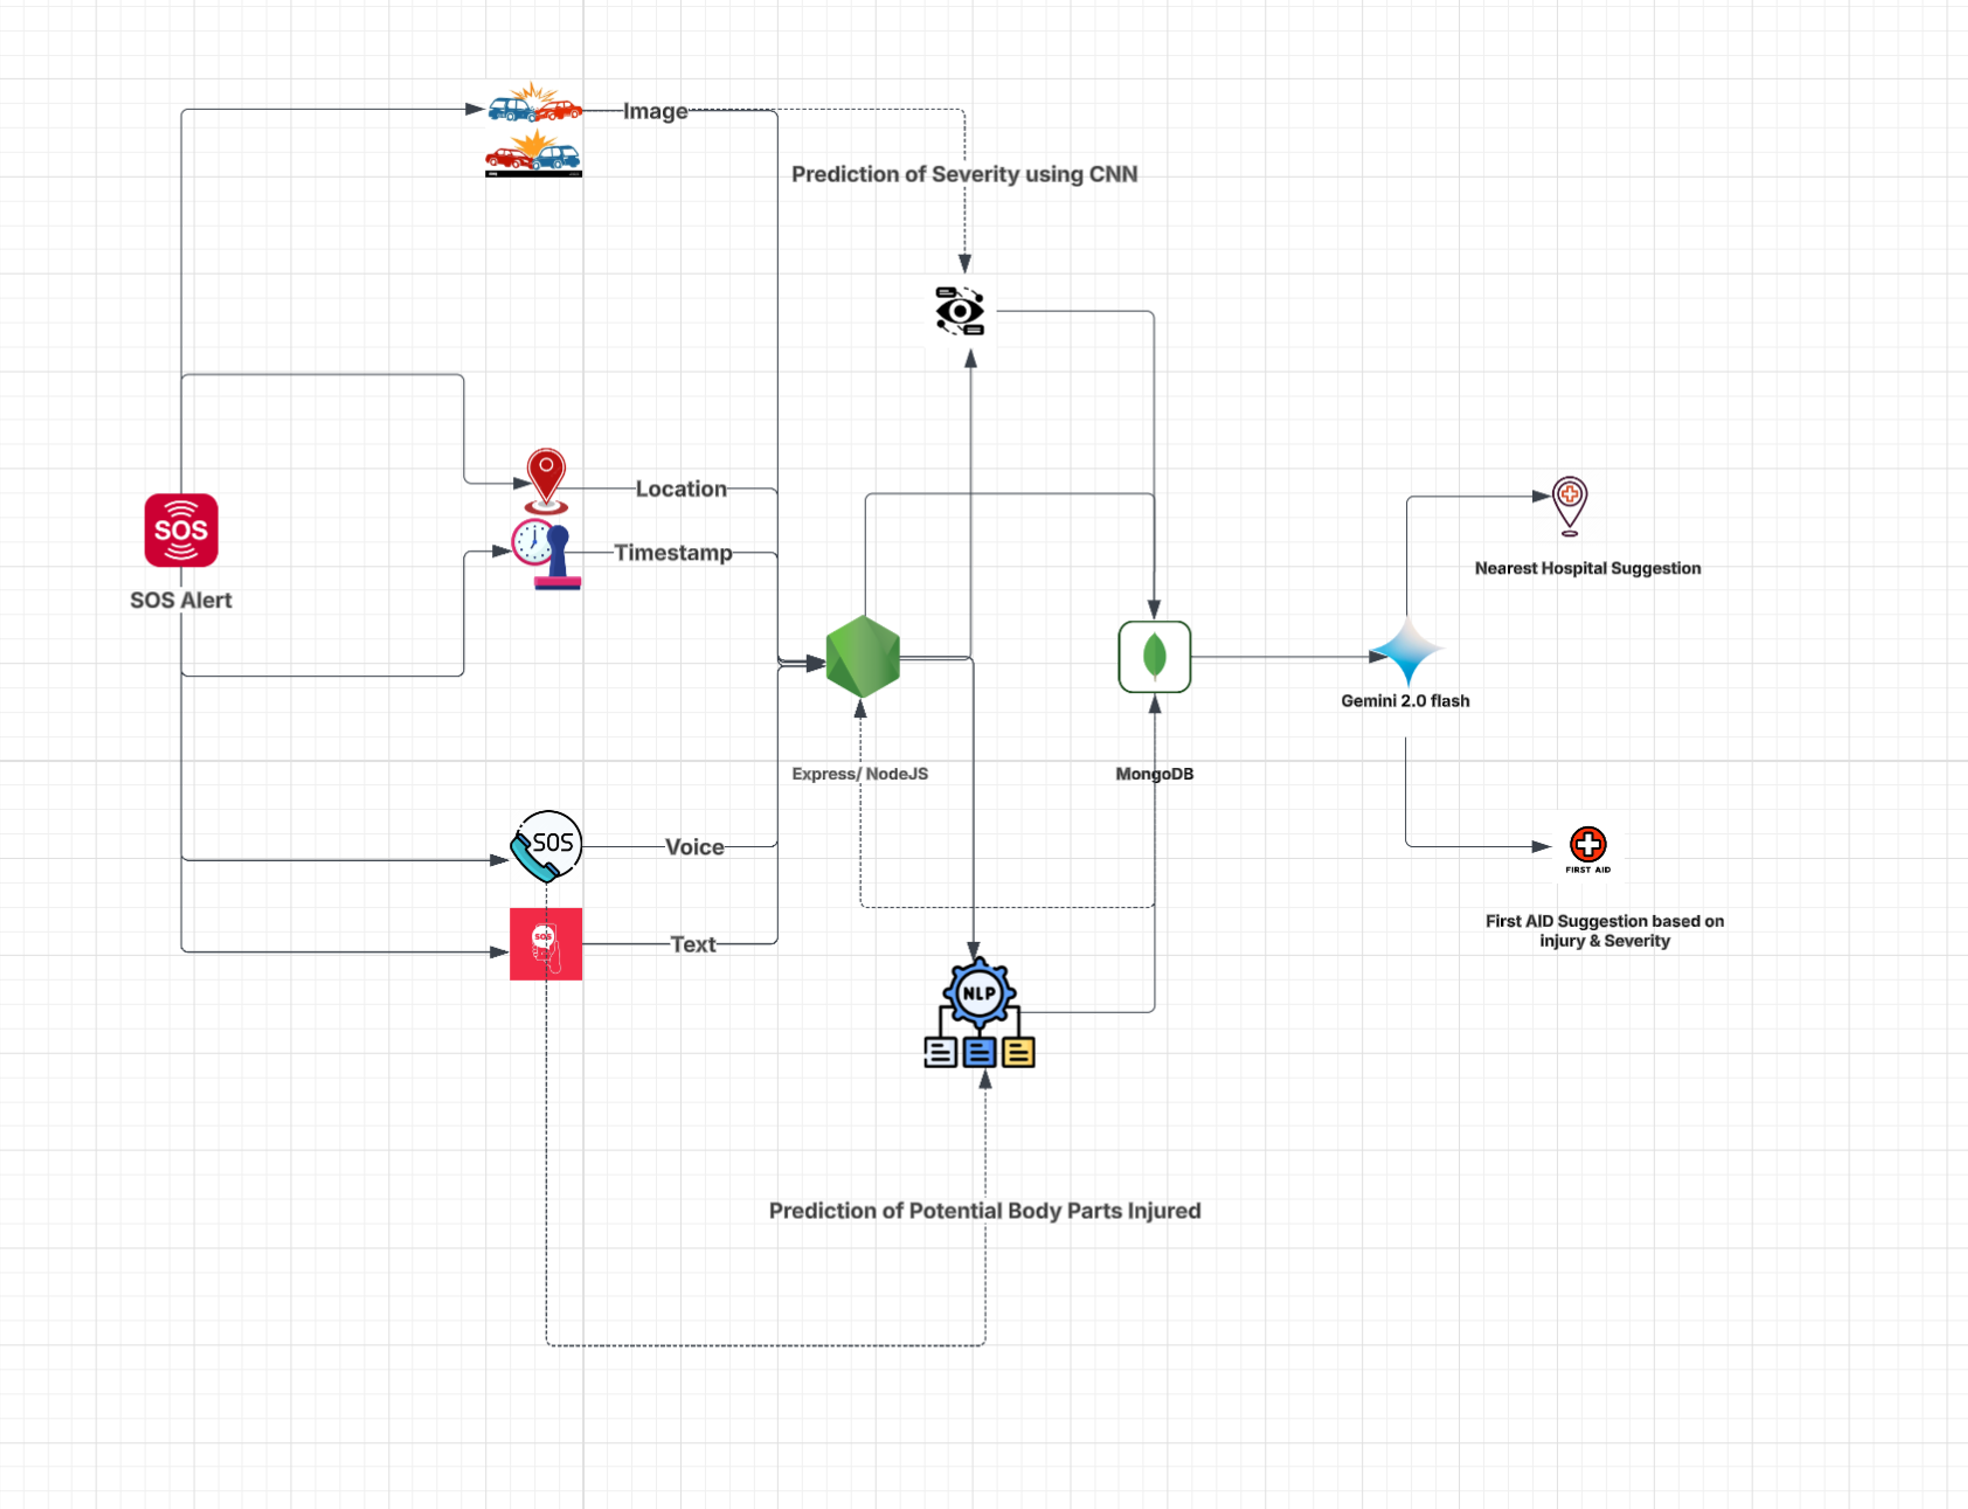 Image
Prediction of Severity using CNN
Location
SOS
Timestamp
SOS Alert
Nearest Hospital Suggestion
Gemini 2.0 flash
Express/ NodeJS
MongoDB
SOS
Voice
FIRST AID
First AID Suggestion based on
injury & Severity
SOS
Text
NLP
Prediction of Potential Body Parts Injured